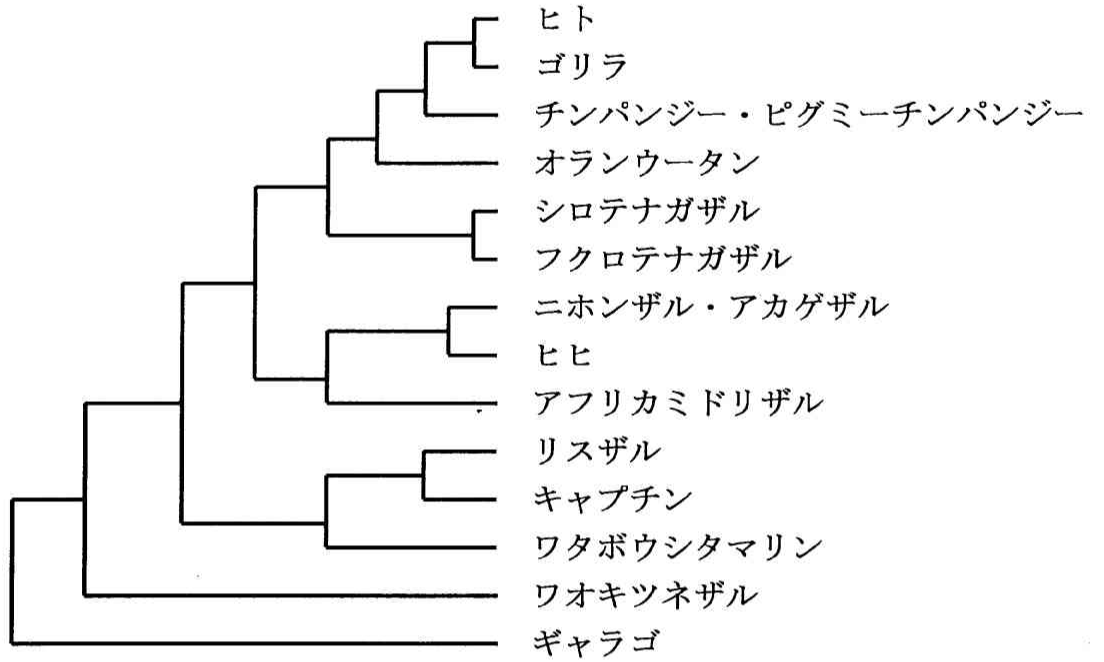 ヒト
ゴリラ
チンパンジー・ピグミーチンパンジー
オランウータン
シロテナガザル
フクロテナガザル
ニホンザル・アカゲザル
ヒヒ
アフリカミドリザル
リスザル
キャプチン
ワタボウシタマリン
ワオキツネザル
ギャラゴ